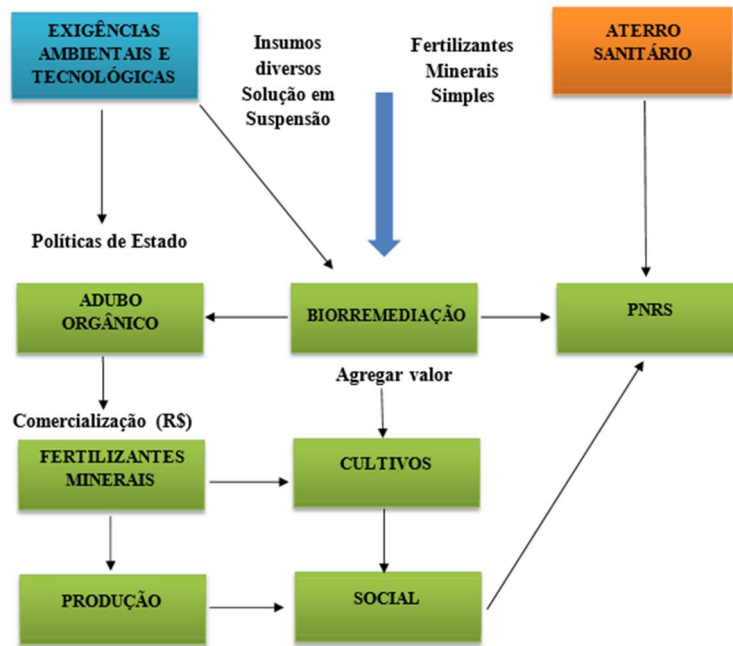 EXIGÊNCIAS
AMBIENTAIS E
TECNOLÓGICAS
Insumos
diversos
Solução em
Suspensão
Fertilizantes
Minerais
Simples
ATERRO
SANITÁRIO
Políticas de Estado
ADUBO
ORGÂNICO
BIORREMEDIAÇÃO
PNRS
Agregar valor
Comercialização (R$)
FERTILIZANTES
MINERAIS
CULTIVOS
PRODUÇÃO
SOCIAL